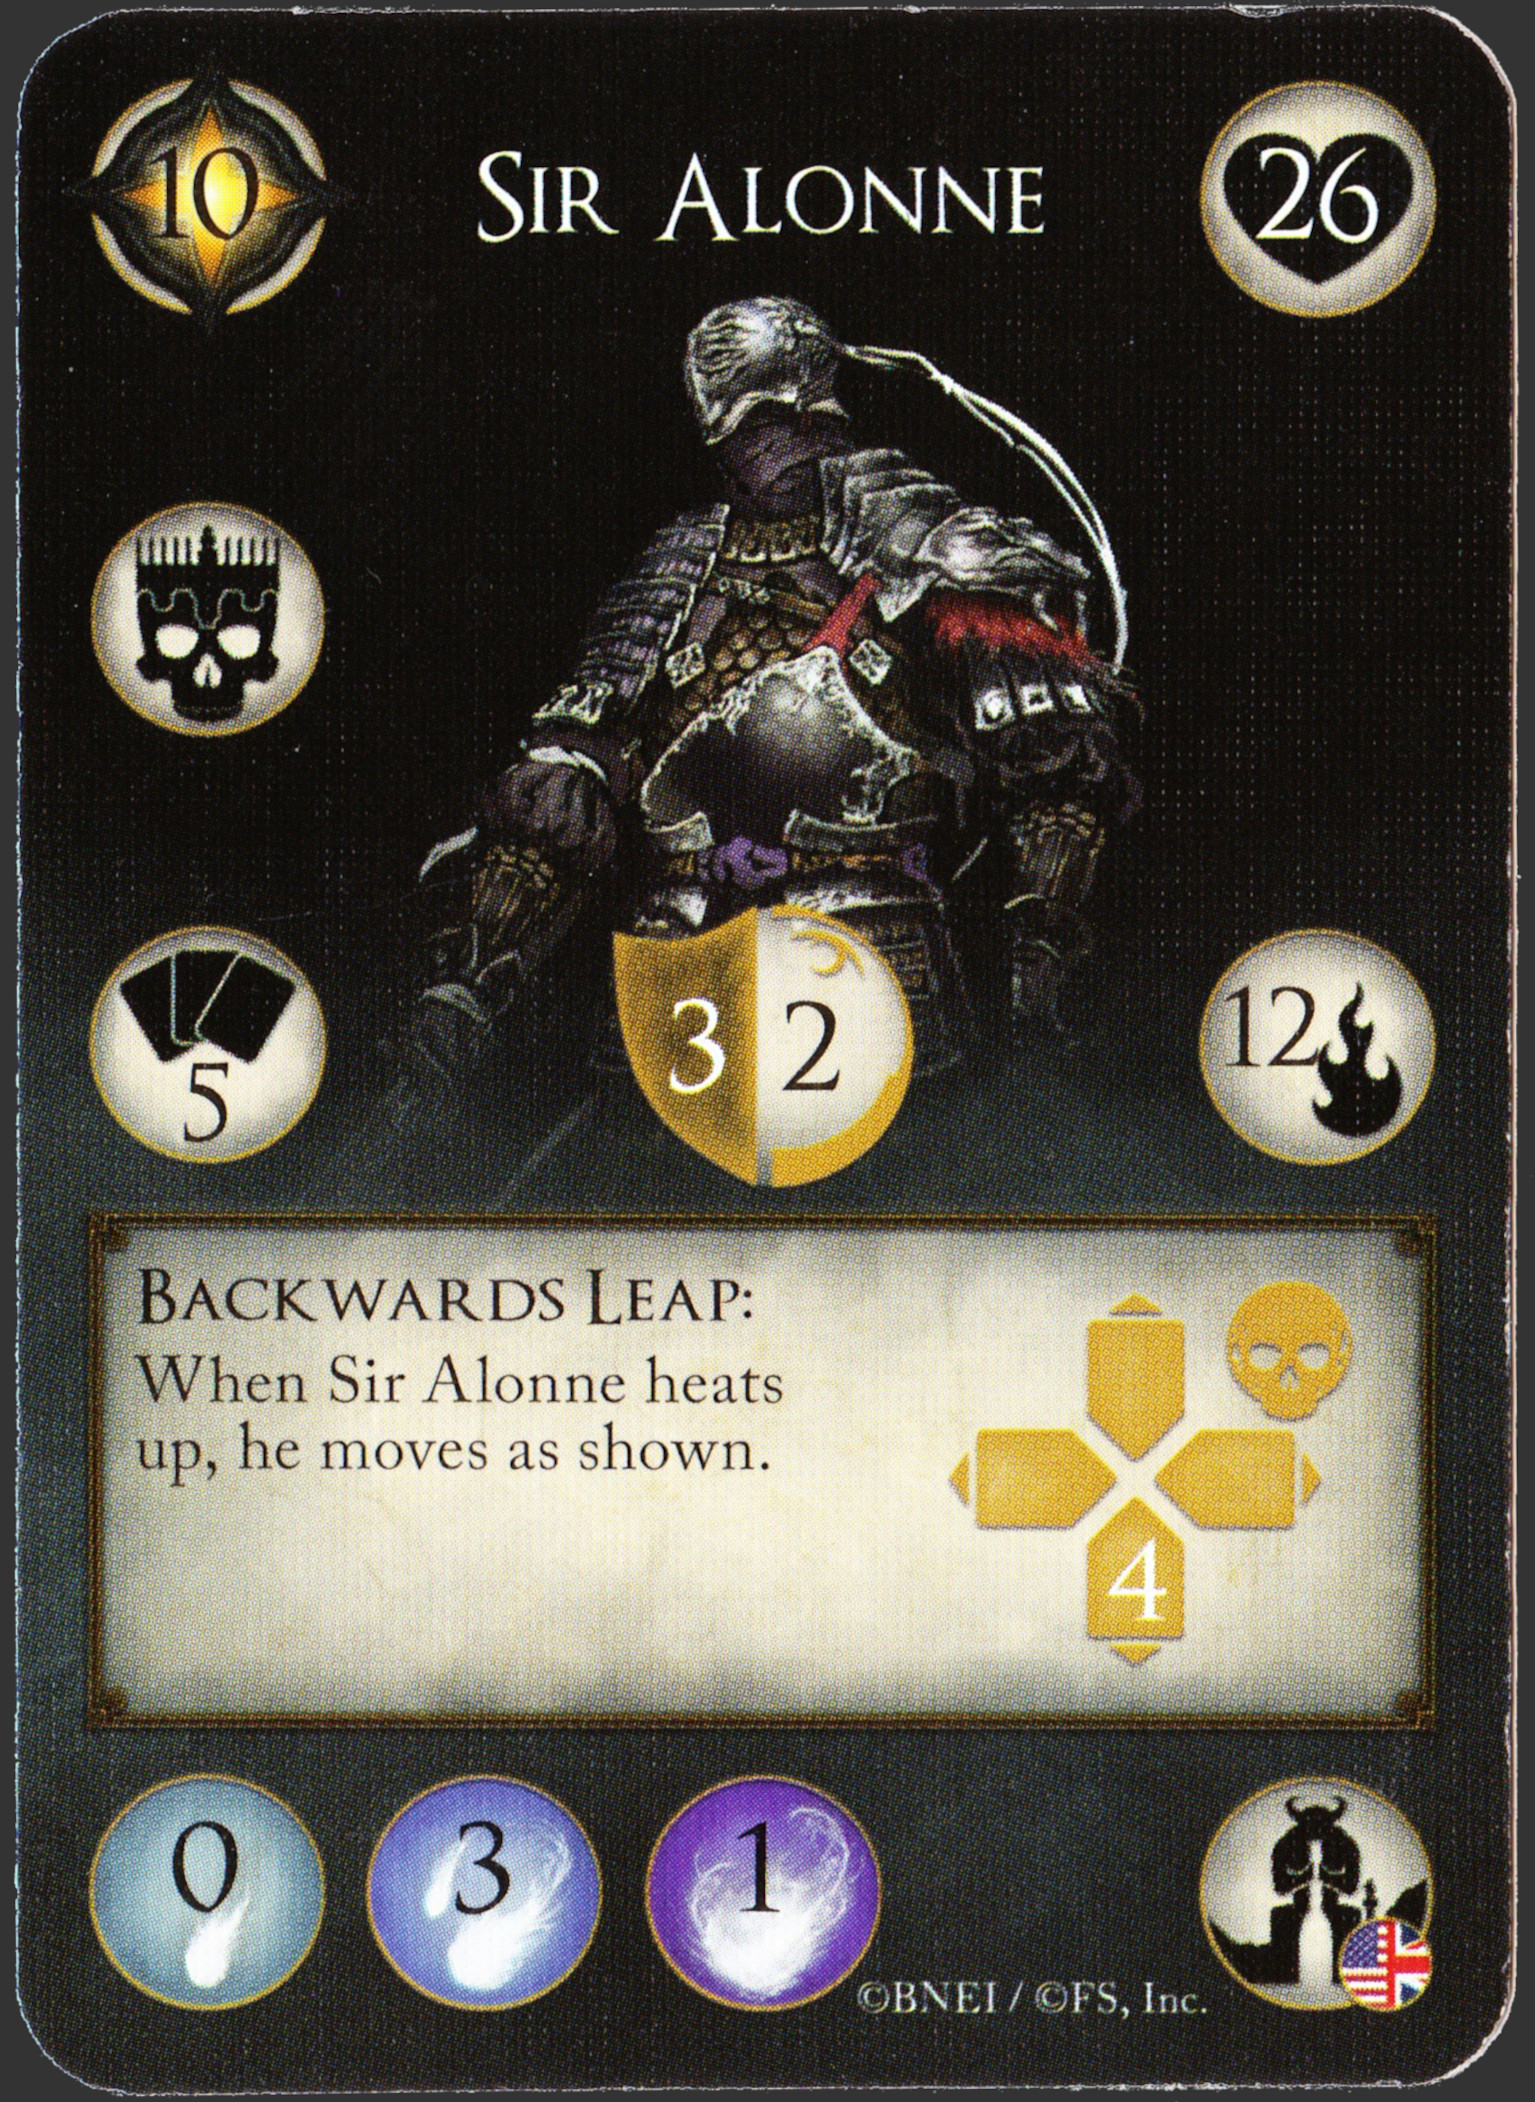 10
SIR ALONNE
26
5
3
2
12
BACKWARDS LEAP:
When Sir Alonne heats
up, he moves as shown.
4
0
3
1
©BNEI / ©FS, Inc.